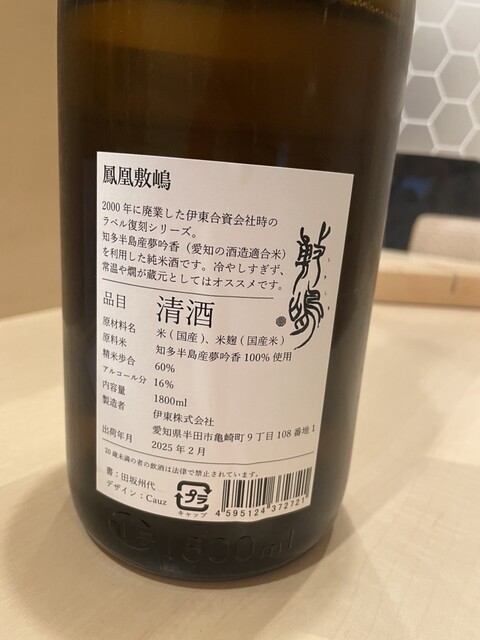 鳳凰敷嶋
2000年に廃業した伊東合資会社時の
ラベル復刻シリーズ。
知多半島産夢吟香（愛知の酒造適合米）
を利用した純米酒です。冷やしすぎず、
常温や燗が蔵元としてはオススメです。
敷嶋
しきしま
品目 清酒
原材料名 米（国産）、米麹（国産米）
原料米 知多半島産夢吟香100%使用
精米歩合 60%
アルコール分 16%
内容量 1800ml
製造者 伊東株式会社
愛知県半田市亀崎町9丁目108番地1
出荷年月 2025年2月
20歳未満の者の飲酒は法律で禁止されています。
書：田坂州代
デザイン：Cauz
プラ
キャップ
4595124372721
1800ml